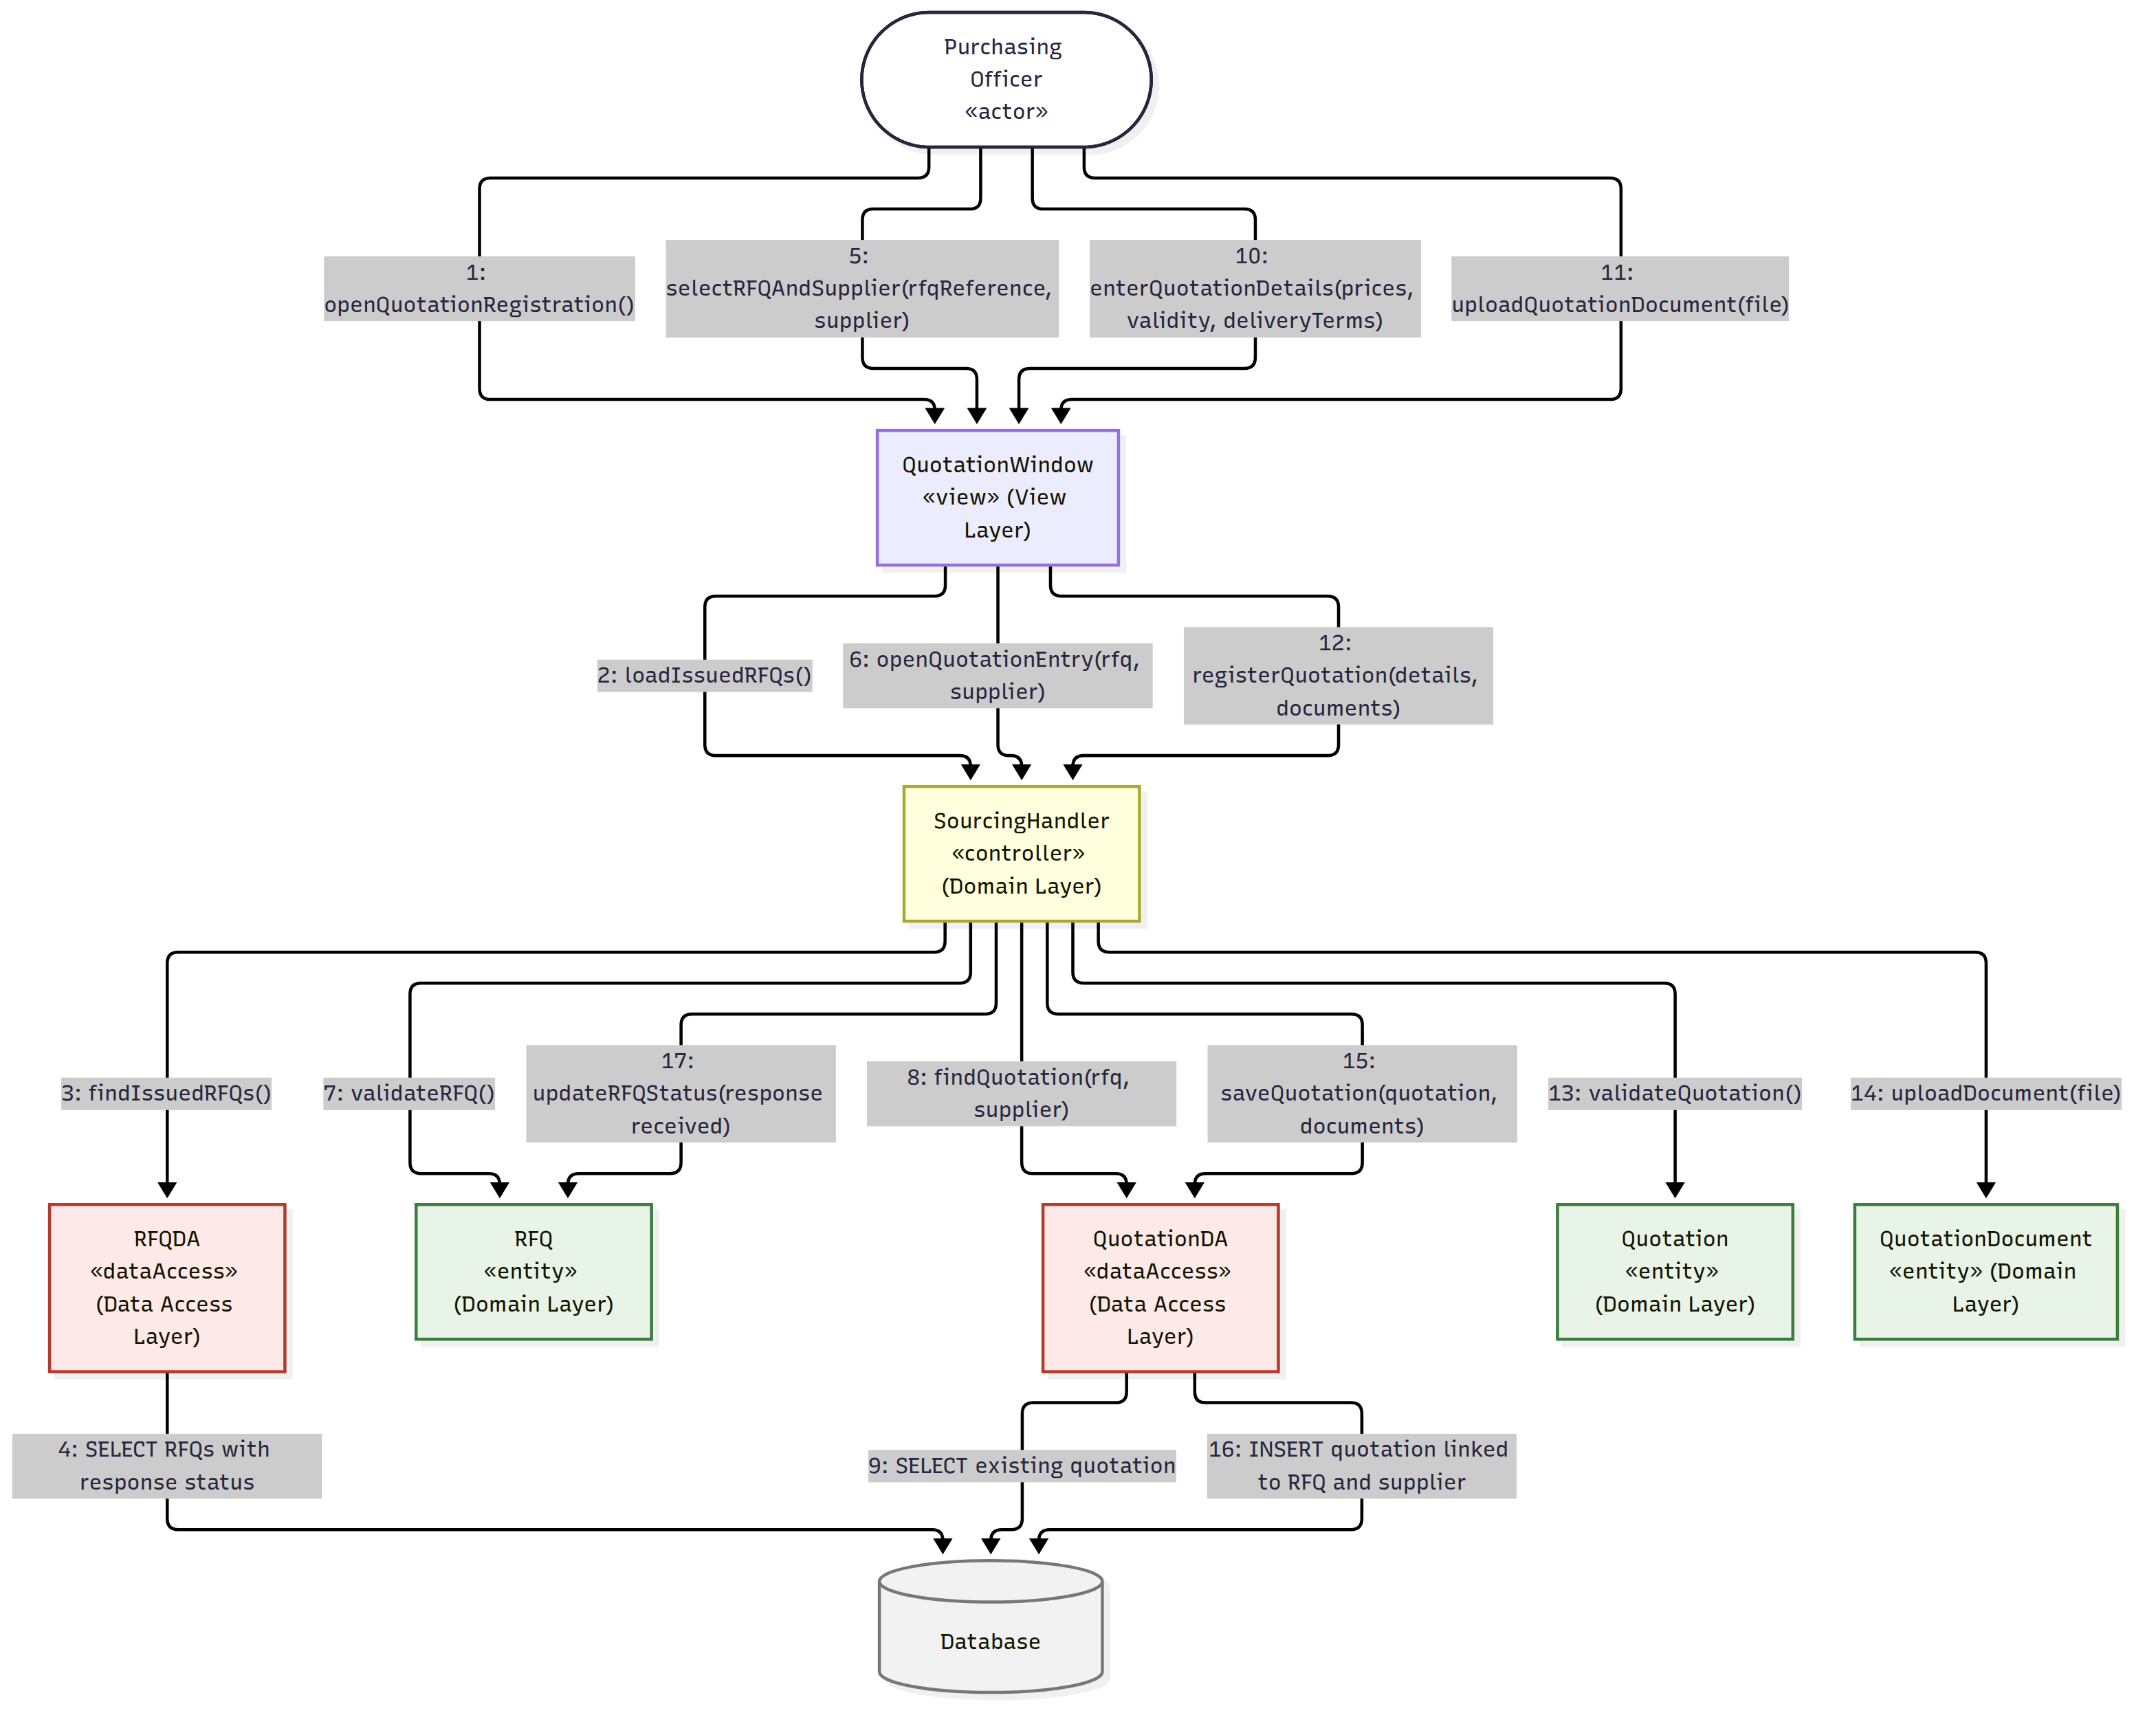 Purchasing
Officer
«actor»
1:
openQuotationRegistration()
5:
selectRFQAndSupplier(rfqReference,
supplier)
10:
enterQuotationDetails(prices,
validity, deliveryTerms)
11:
uploadQuotationDocument(file)
QuotationWindow
«view» (View
Layer)
2: loadIssuedRFQs()
6: openQuotationEntry(rfq,
supplier)
12:
registerQuotation(details,
documents)
SourcingHandler
«controller»
(Domain Layer)
3: findIssuedRFQs()
7: validateRFQ()
17:
updateRFQStatus(response
received)
8: findQuotation(rfq,
supplier)
15:
saveQuotation(quotation,
documents)
13: validateQuotation()
14: uploadDocument(file)
RFQDA
«dataAccess»
(Data Access
Layer)
RFQ
«entity»
(Domain Layer)
QuotationDA
«dataAccess»
(Data Access
Layer)
Quotation
«entity»
(Domain Layer)
QuotationDocument
«entity» (Domain
Layer)
4: SELECT RFQs with
response status
9: SELECT existing quotation
16: INSERT quotation linked
to RFQ and supplier
Database